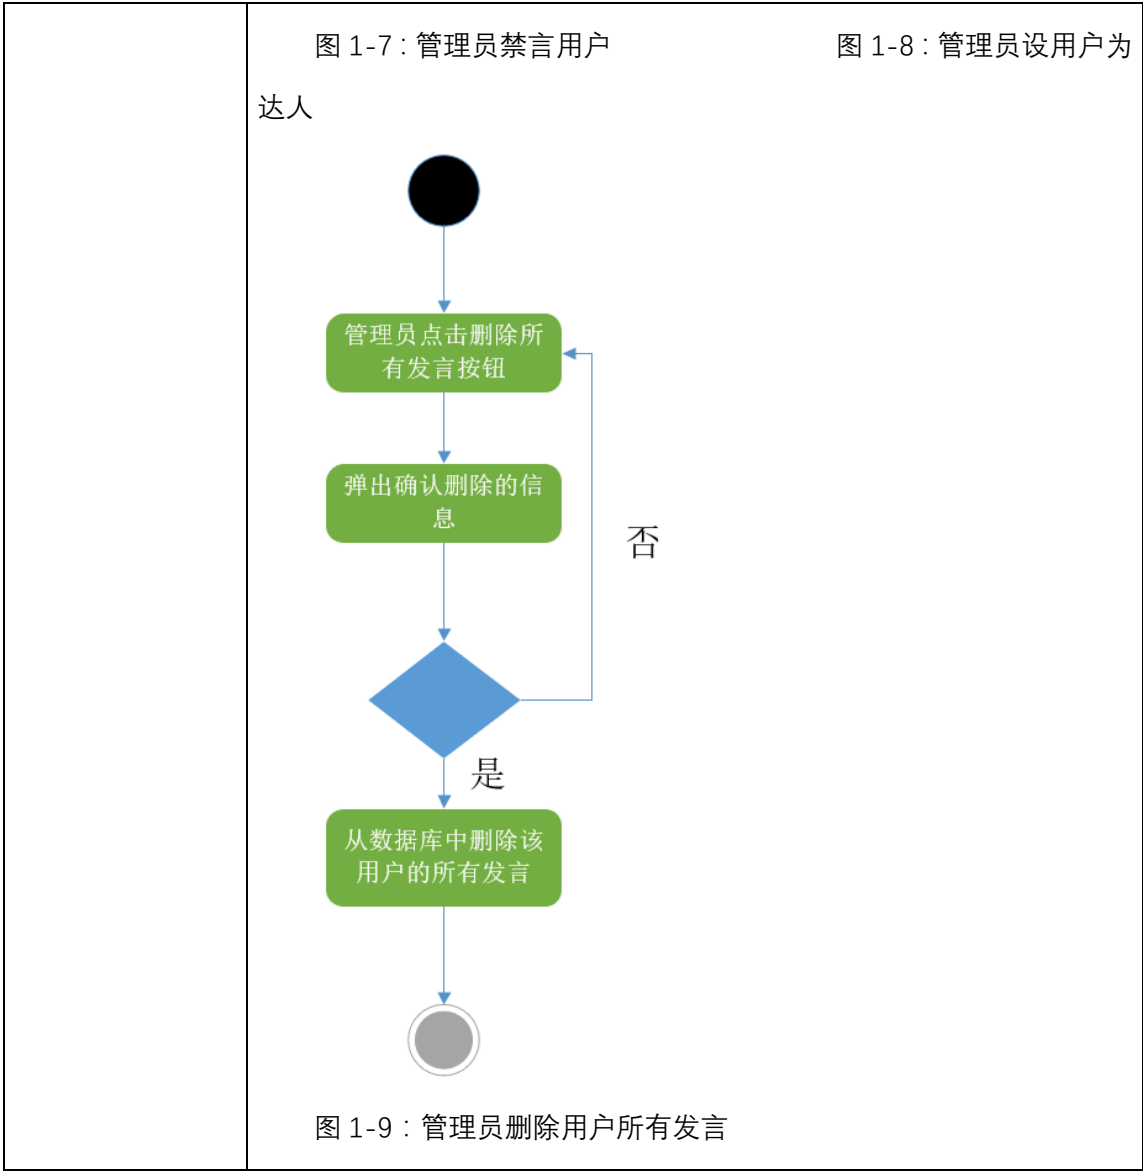 图 1-7：管理员禁言用户 图 1-8：管理员设用户为
达人
管理员点击删除所
有发言按钮
弹出确认删除的信
息
否
是
从数据库中删除该
用户的所有发言
图 1-9：管理员删除用户所有发言